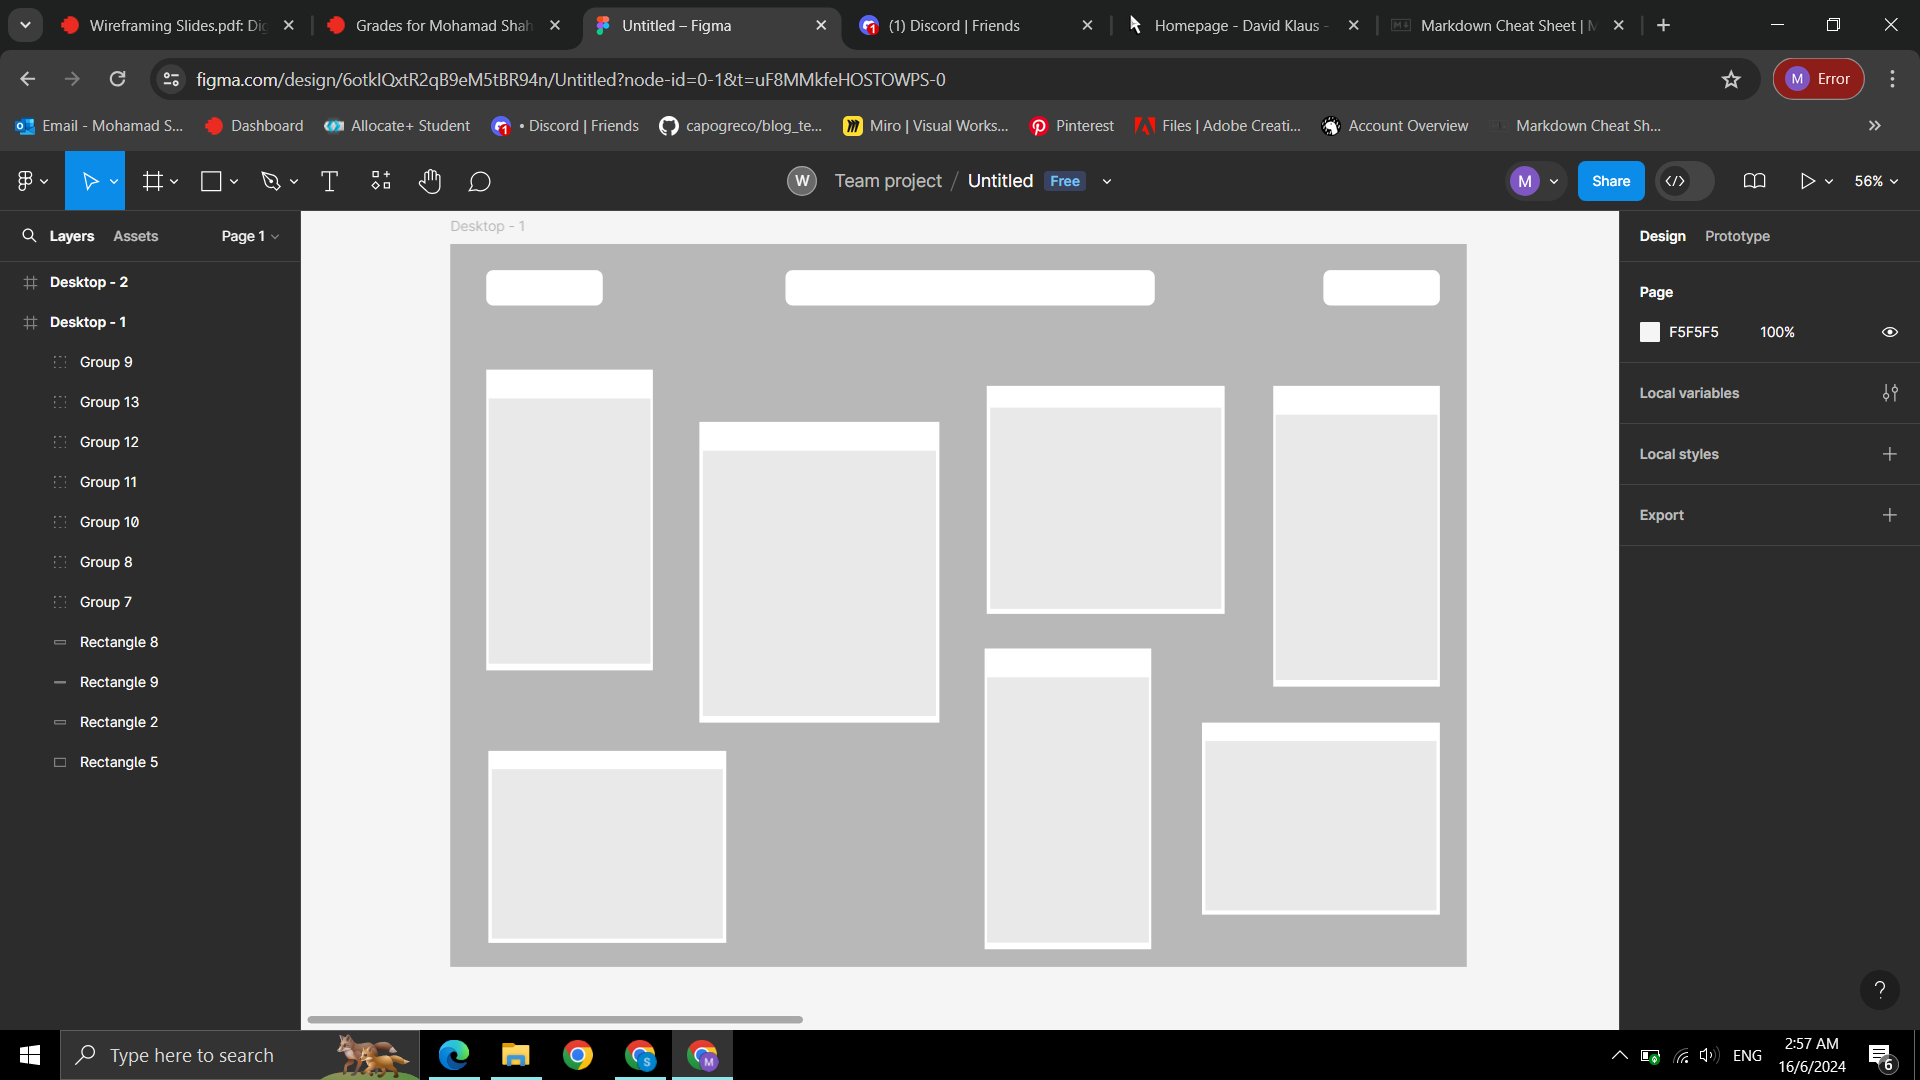 Wireframing Slides.pdf: Dig
Grades for Mohamad Shah
Untitled – Figma
(1) Discord | Friends
Homepage - David Klaus -
Markdown Cheat Sheet | M
figma.com/design/6otklQxtR2qB9eM5tBR94n/Untitled?node-id=0-1&t=uF8MMkfeHOSTOWPS-0
M Error
Email - Mohamad S...
Dashboard
Allocate+ Student
• Discord | Friends
capogreco/blog_te...
Miro | Visual Works...
Pinterest
Files | Adobe Creati...
Account Overview
Markdown Cheat Sh...
»
W Team project / Untitled Free
M
Share
56%
Layers Assets Page 1
Design Prototype
Desktop - 1
Desktop - 2
Desktop - 1
Group 9
Group 13
Group 12
Group 11
Group 10
Group 8
Group 7
Rectangle 8
Rectangle 9
Rectangle 2
Rectangle 5
Page
F5F5F5 100%
Local variables
Local styles
Export
?
Type here to search
S
M
ENG
2:57 AM
16/6/2024
6